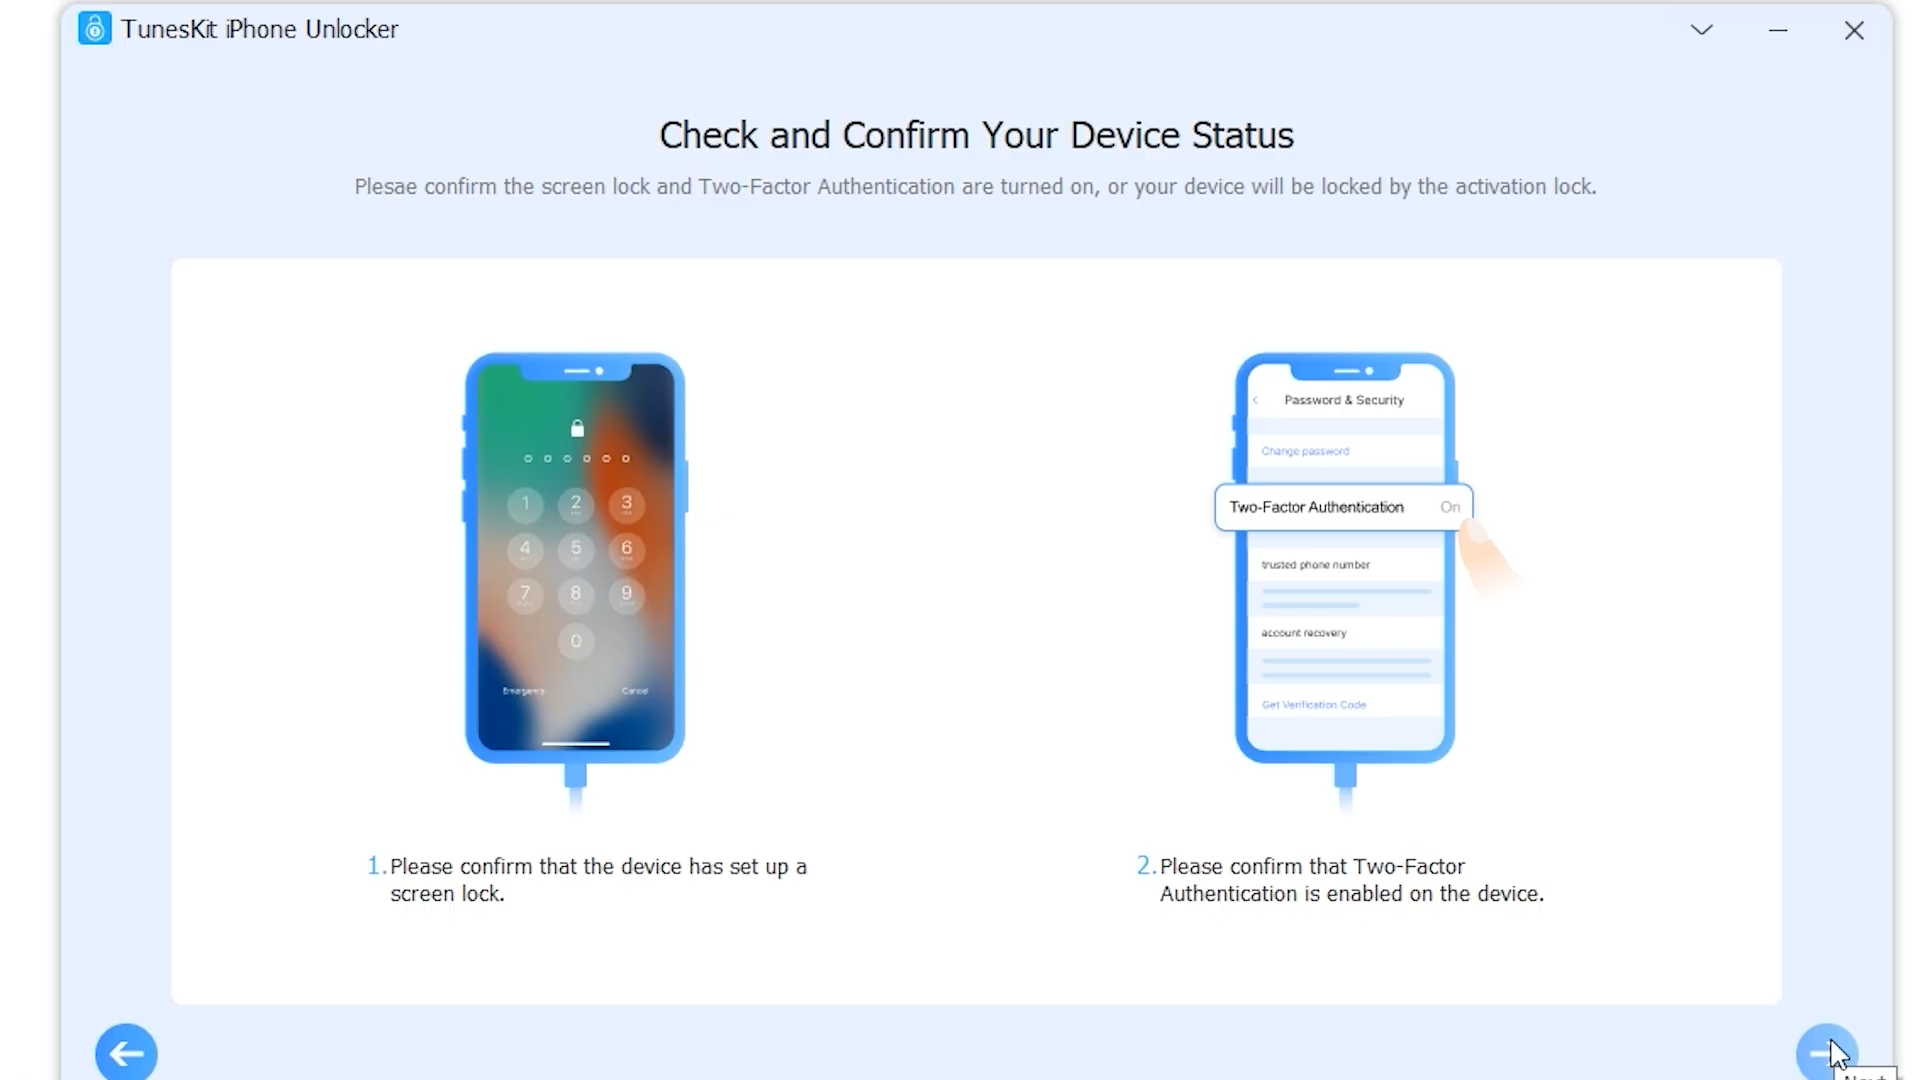 TunesKit iPhone Unlocker
Check and Confirm Your Device Status
Plesae confirm the screen lock and Two-Factor Authentication are turned on, or your device will be locked by the activation lock.
1 2 3
4 5 6
7 8 9
0
Emergency Cancel
Password & Security
Change password
Two-Factor Authentication On
trusted phone number
account recovery
Get Verification Code
1. Please confirm that the device has set up a
screen lock.
2. Please confirm that Two-Factor
Authentication is enabled on the device.